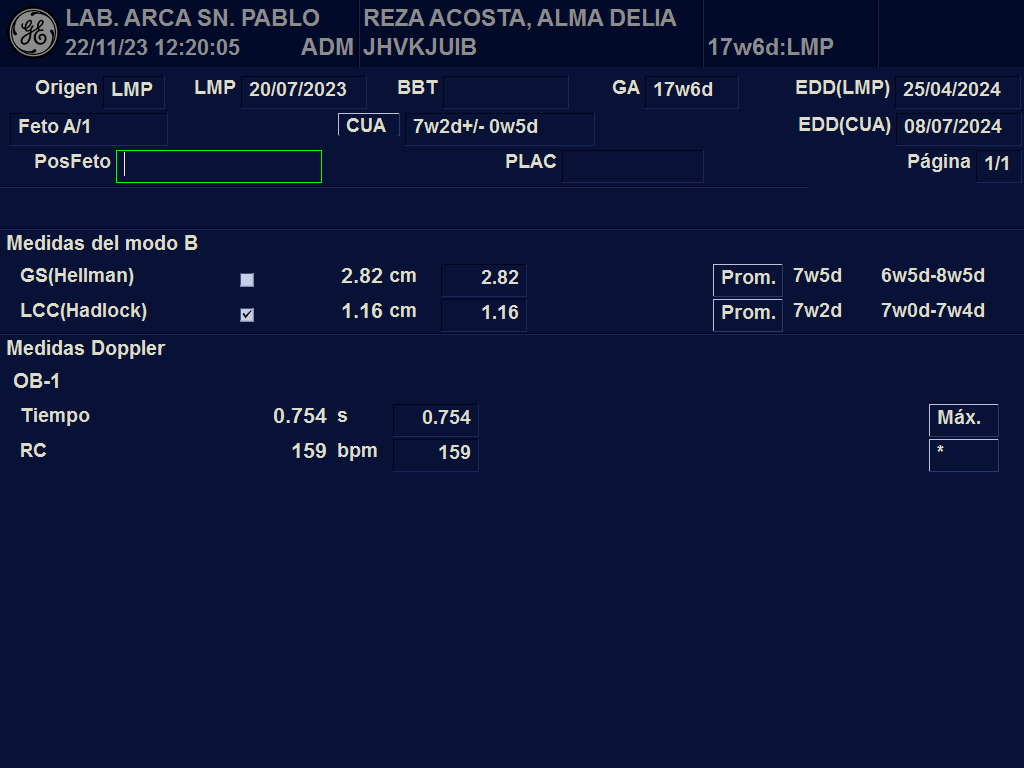 LAB. ARCA SN. PABLO REZA ACOSTA, ALMA DELIA
22/11/23 12:20:05 ADM JHVKJUIB 17w6d:LMP
Origen LMP LMP 20/07/2023 BBT GA 17w6d EDD(LMP) 25/04/2024
Feto A/1 CUA 7w2d+/- 0w5d EDD(CUA) 08/07/2024
PosFeto PLAC Página 1/1
Medidas del modo B
GS(Hellman) 2.82 cm 2.82 Prom. 7w5d 6w5d-8w5d
LCC(Hadlock) 1.16 cm 1.16 Prom. 7w2d 7w0d-7w4d
Medidas Doppler
OB-1
Tiempo 0.754 s 0.754 Máx.
RC 159 bpm 159 *